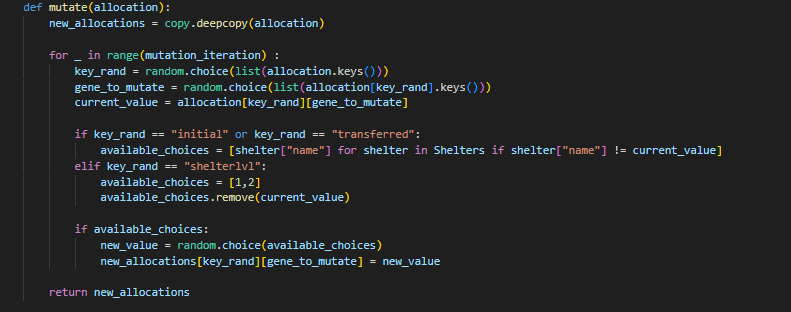 def mutate(allocation):
    new_allocations = copy.deepcopy(allocation)

    for _ in range(mutation_iteration) :
        key_rand = random.choice(list(allocation.keys()))
        gene_to_mutate = random.choice(list(allocation[key_rand].keys()))
        current_value = allocation[key_rand][gene_to_mutate]

        if key_rand == "initial" or key_rand == "transferred":
            available_choices = [shelter["name"] for shelter in Shelters if shelter["name"] != current_value]
        elif key_rand == "shelterlvl":
            available_choices = [1,2]
            available_choices.remove(current_value)

        if available_choices:
            new_value = random.choice(available_choices)
            new_allocations[key_rand][gene_to_mutate] = new_value

    return new_allocations